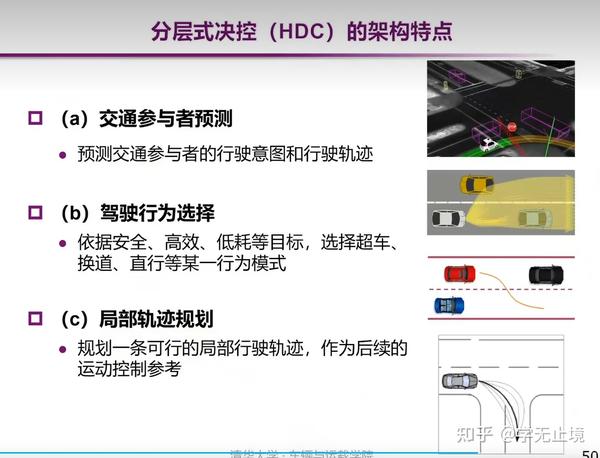 分层式决控（HDC）的架构特点
（a）交通参与者预测
预测交通参与者的行驶意图和行驶轨迹
（b）驾驶行为选择
依据安全、高效、低耗等目标，选择超车、
换道、直行等某一行为模式
（c）局部轨迹规划
规划一条可行的局部行驶轨迹，作为后续的
运动控制参考
知乎 @学无止境
清华大学·车辆与运载学院
50